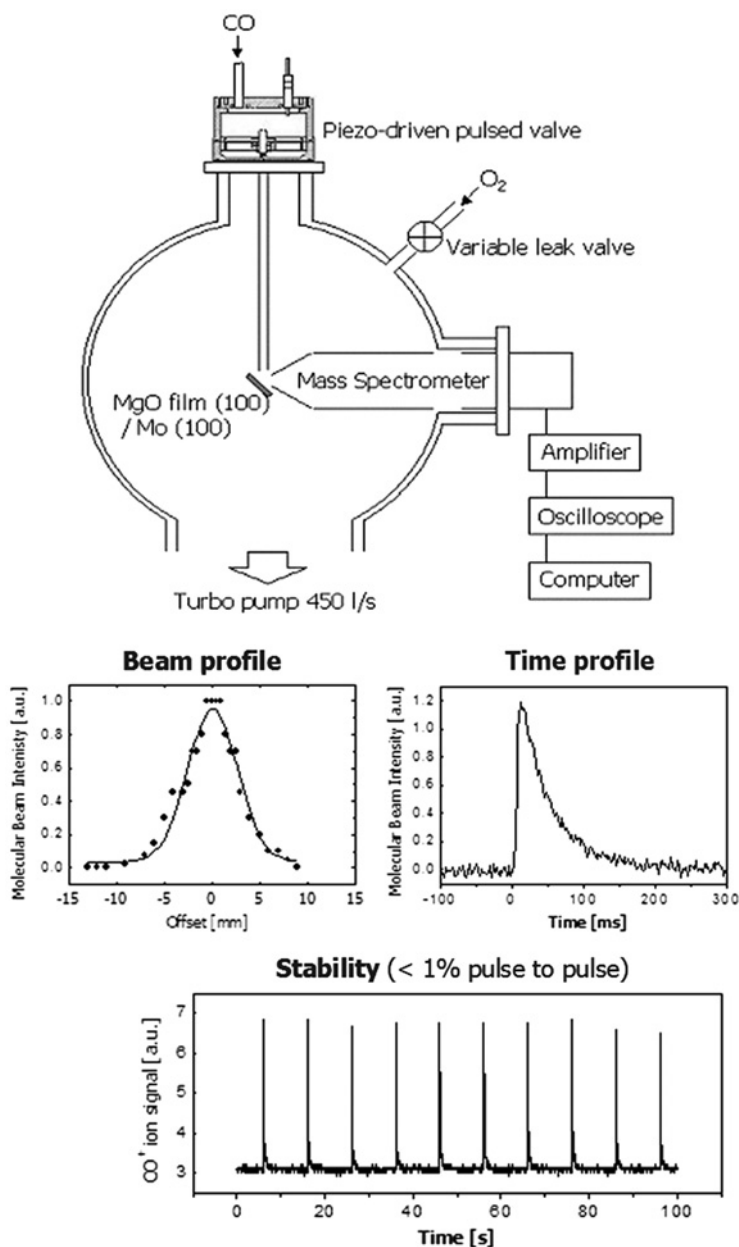 CO
Piezo-driven pulsed valve
O₂
Variable leak valve
Mass Spectrometer
MgO film (100)
/ Mo (100)
Amplifier
Oscilloscope
Computer
Turbo pump 450 l/s
Beam profile
Molecular Beam Intenisty [a.u.]
1.0
0.8
0.6
0.4
0.2
0.0
-15 -10 -5 0 5 10 15
Offset [mm]
Time profile
Molecular Beam Intensity [a.u.]
1.2
1.0
0.8
0.6
0.4
0.2
0.0
-100 0 100 200 300
Time [ms]
Stability (< 1% pulse to pulse)
CO⁺ ion signal [a.u.]
7
6
5
4
3
0 20 40 60 80 100
Time [s]